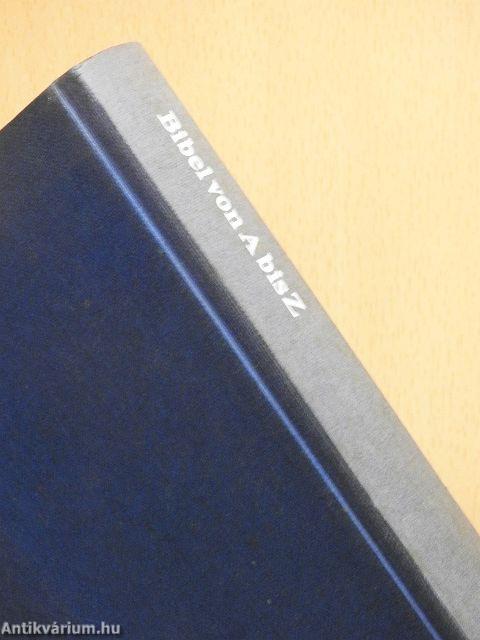 Bibel von A bis Z
Antikvárium.hu